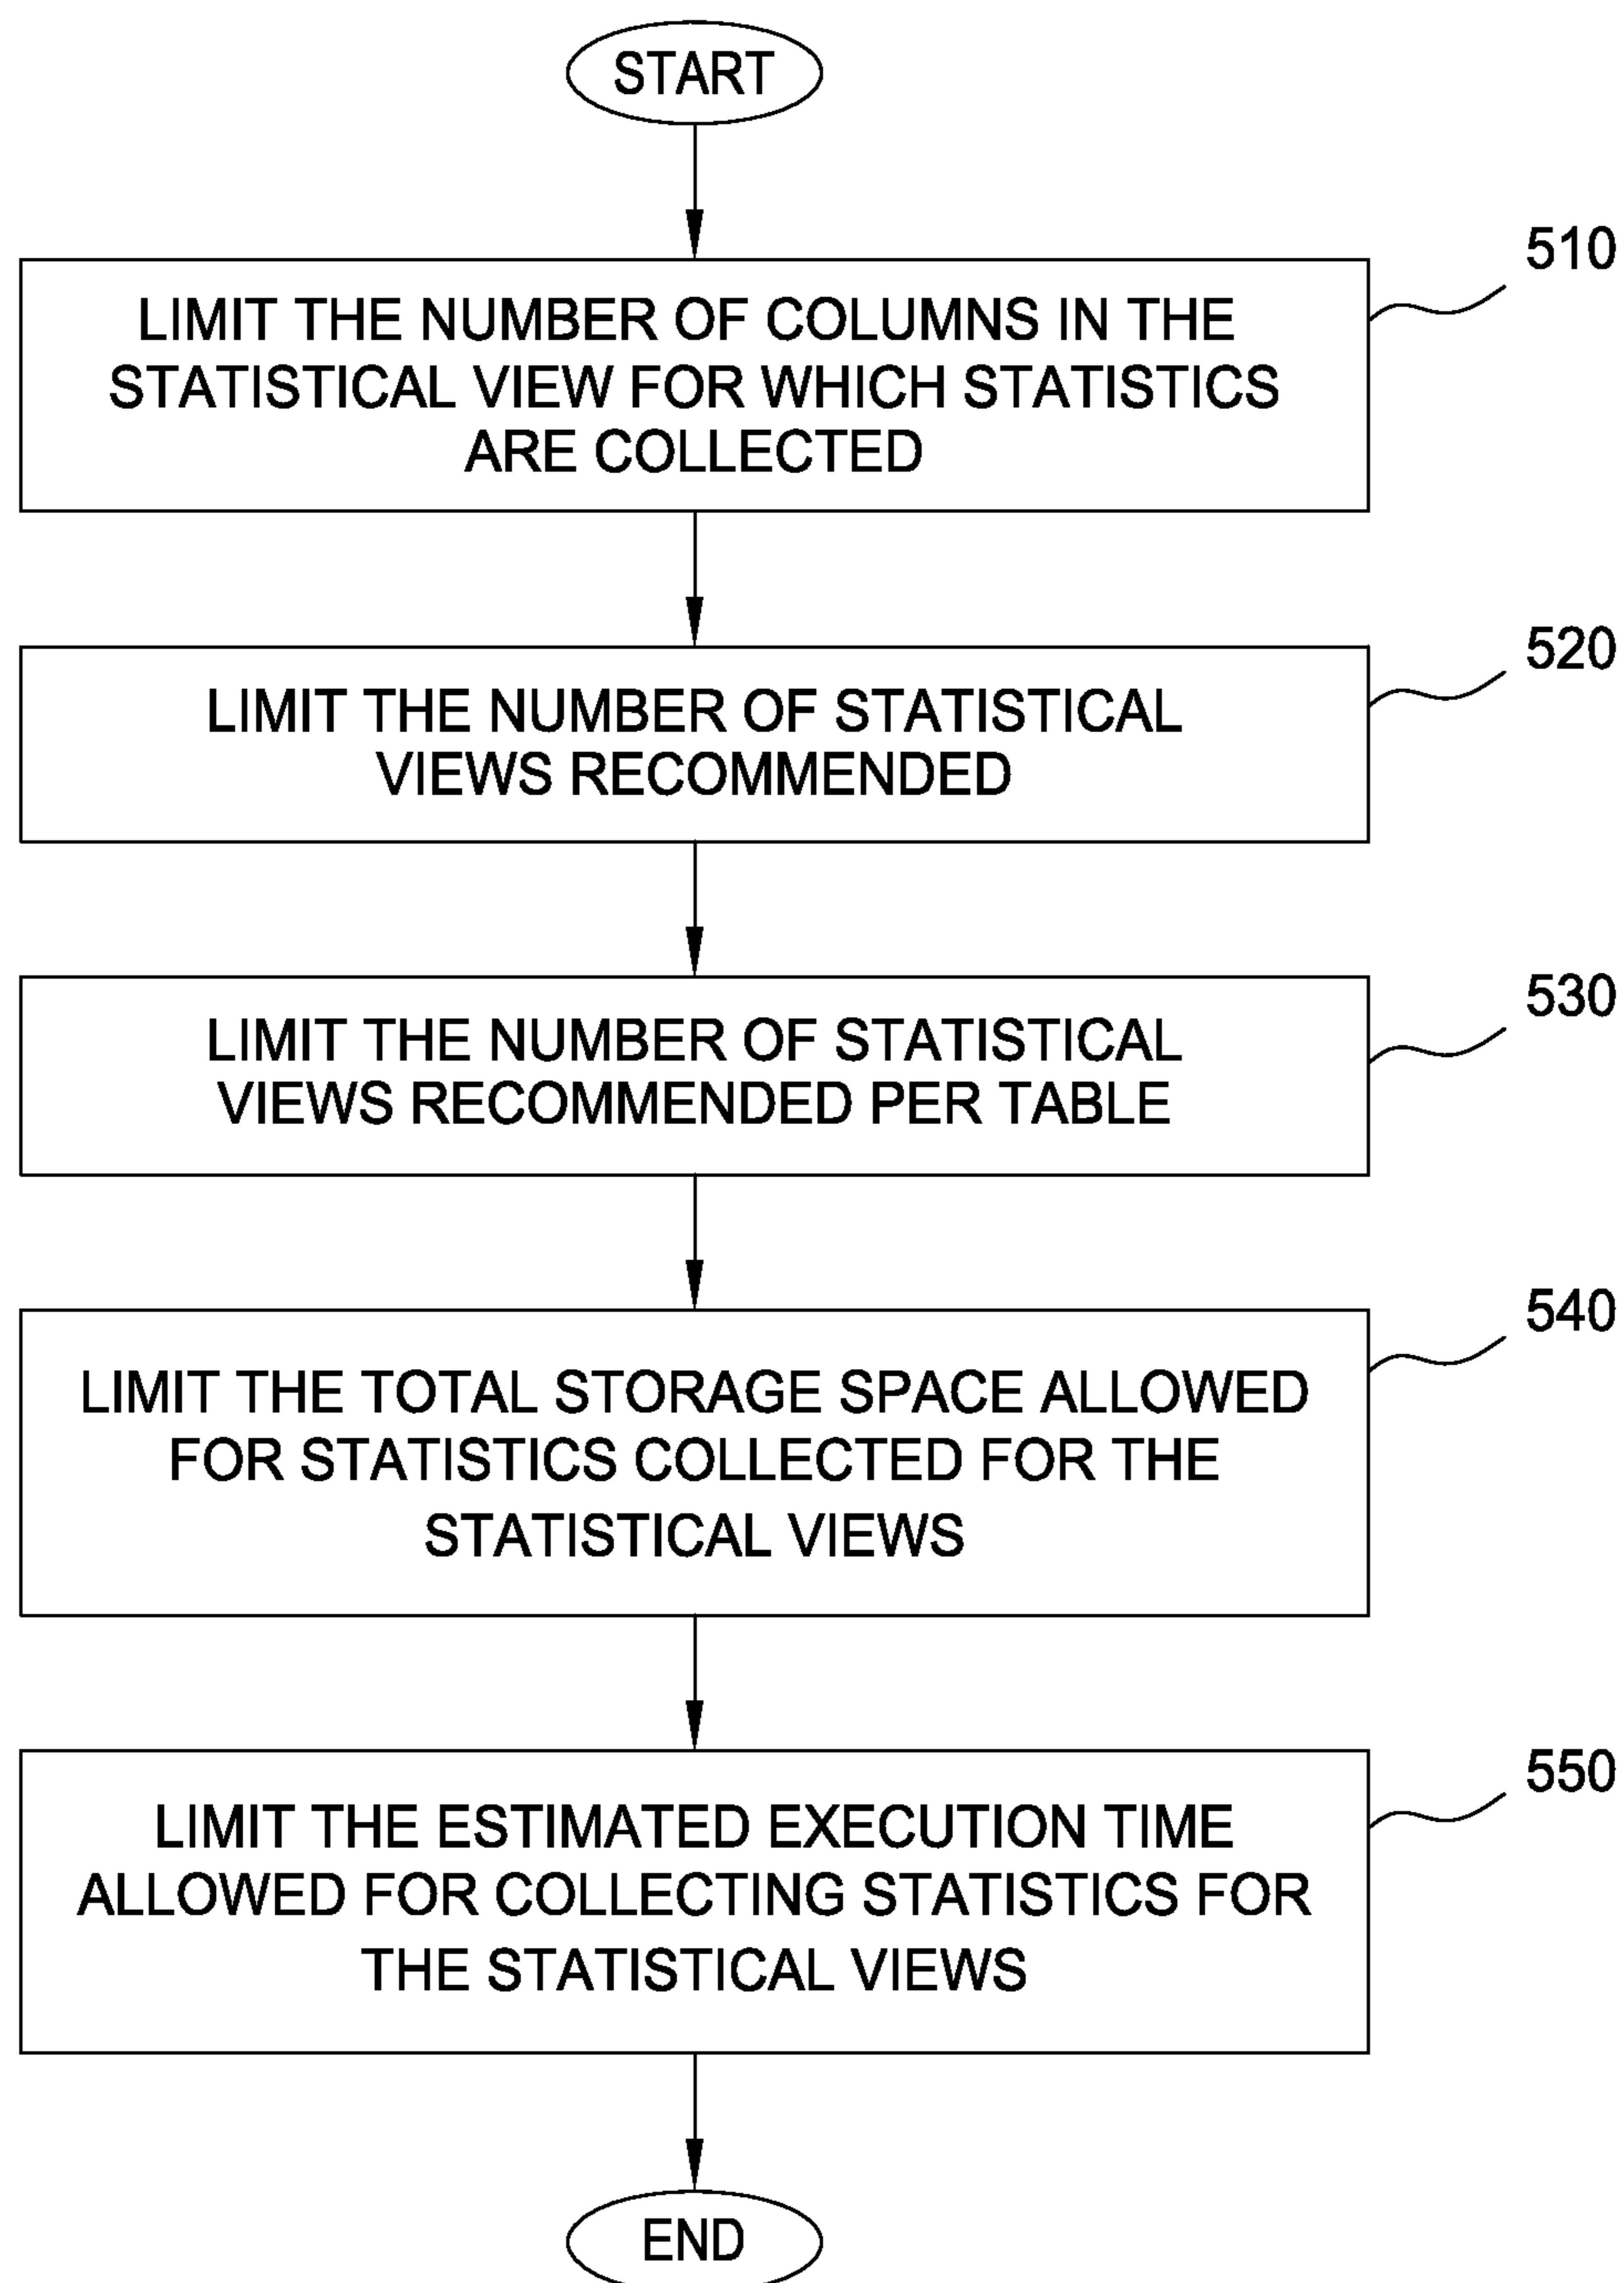 START
510
LIMIT THE NUMBER OF COLUMNS IN THE
STATISTICAL VIEW FOR WHICH STATISTICS
ARE COLLECTED
520
LIMIT THE NUMBER OF STATISTICAL
VIEWS RECOMMENDED
530
LIMIT THE NUMBER OF STATISTICAL
VIEWS RECOMMENDED PER TABLE
540
LIMIT THE TOTAL STORAGE SPACE ALLOWED
FOR STATISTICS COLLECTED FOR THE
STATISTICAL VIEWS
550
LIMIT THE ESTIMATED EXECUTION TIME
ALLOWED FOR COLLECTING STATISTICS FOR
THE STATISTICAL VIEWS
END